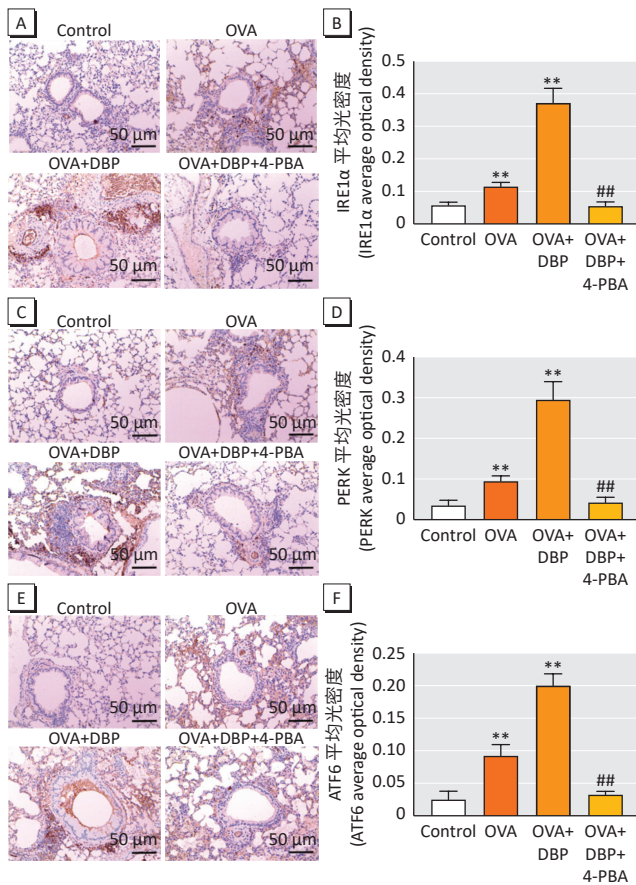 A
Control
OVA
50 μm
50 μm
OVA+DBP
OVA+DBP+4-PBA
50 μm
50 μm
B
IRE1α 平均光密度
(IRE1α average optical density)
0.5
0.4
0.3
0.2
0.1
0
**
**
##
Control
OVA
OVA+
DBP
OVA+
DBP+
4-PBA
C
Control
OVA
50 μm
50 μm
OVA+DBP
OVA+DBP+4-PBA
50 μm
50 μm
D
PERK 平均光密度
(PERK average optical density)
0.4
0.3
0.2
0.1
0
**
**
##
Control
OVA
OVA+
DBP
OVA+
DBP+
4-PBA
E
Control
OVA
50 μm
50 μm
OVA+DBP
OVA+DBP+4-PBA
50 μm
50 μm
F
ATF6 平均光密度
(ATF6 average optical density)
0.25
0.20
0.15
0.10
0.05
0
**
**
##
Control
OVA
OVA+
DBP
OVA+
DBP+
4-PBA